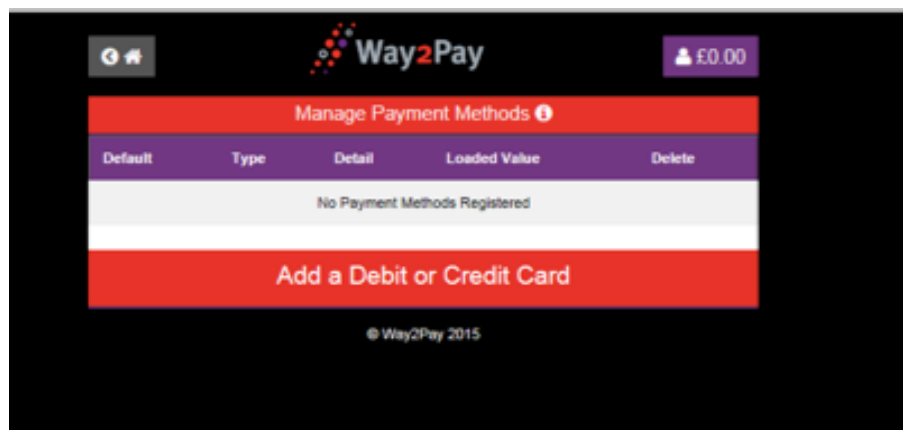 Way2Pay
£0.00
Manage Payment Methods
Default Type Detail Loaded Value Delete
No Payment Methods Registered
Add a Debit or Credit Card
© Way2Pay 2015